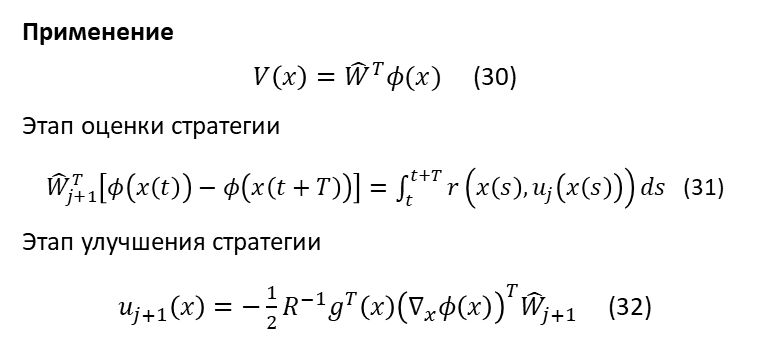 Применение
V(x) = Ŵ^T ϕ(x) (30)
Этап оценки стратегии
Ŵ_{j+1}^T [ϕ(x(t)) − ϕ(x(t + T))] = ∫_t^{t+T} r(x(s), u_j(x(s))) ds (31)
Этап улучшения стратегии
u_{j+1}(x) = −½ R^{−1} g^T(x)(∇_x ϕ(x))^T Ŵ_{j+1} (32)